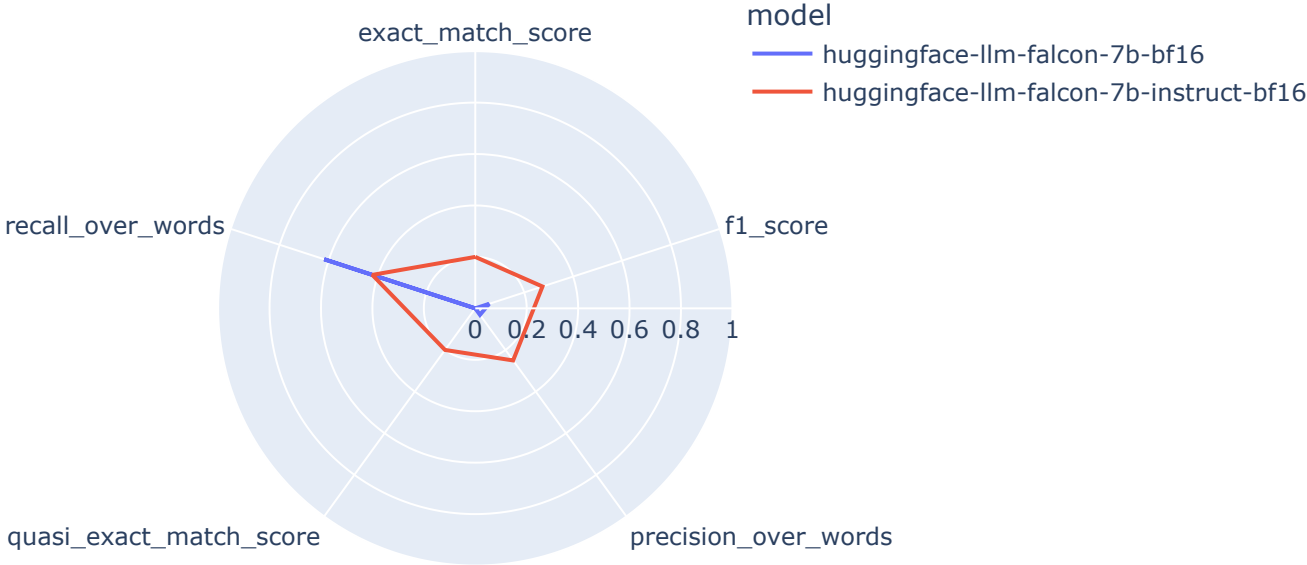 model
huggingface-llm-falcon-7b-bf16
huggingface-llm-falcon-7b-instruct-bf16
exact_match_score
recall_over_words
f1_score
0 0.2 0.4 0.6 0.8 1
quasi_exact_match_score
precision_over_words